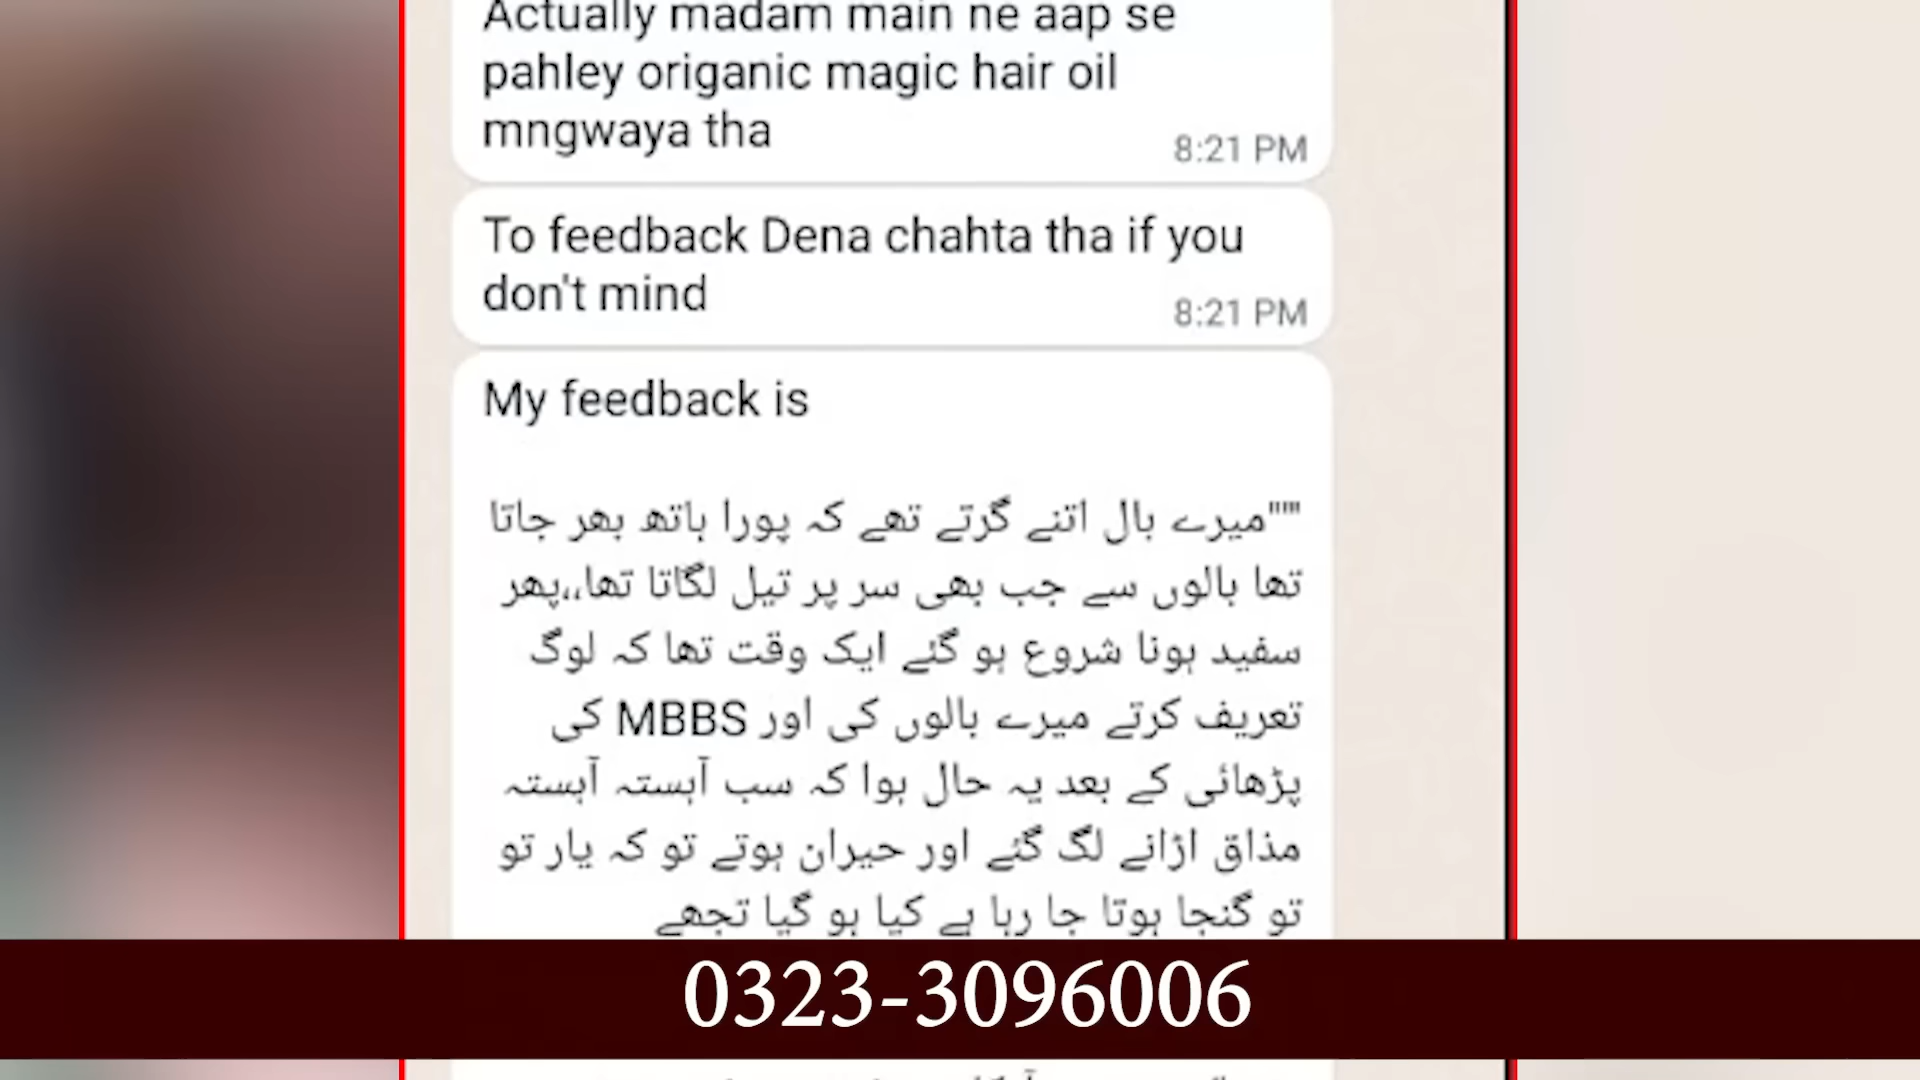 Actually madam main ne aap se
pahley origanic magic hair oil
mngwaya tha
8:21 PM
To feedback Dena chahta tha if you
don't mind
8:21 PM
My feedback is
"""میرے بال اتنے گرتے تھے کہ پورا ہاتھ بھر جاتا
تھا بالوں سے جب بھی سر پر تیل لگاتا تھا،،پھر
سفید ہونا شروع ہو گئے ایک وقت تھا کہ لوگ
تعریف کرتے میرے بالوں کی اور MBBS کی
پڑھائی کے بعد یہ حال ہوا کہ سب آہستہ آہستہ
مذاق اڑانے لگ گئے اور حیران ہوتے تو کہ یار تو
تو گنجا ہوتا جا رہا ہے کیا ہو گیا تجھے
0323-3096006